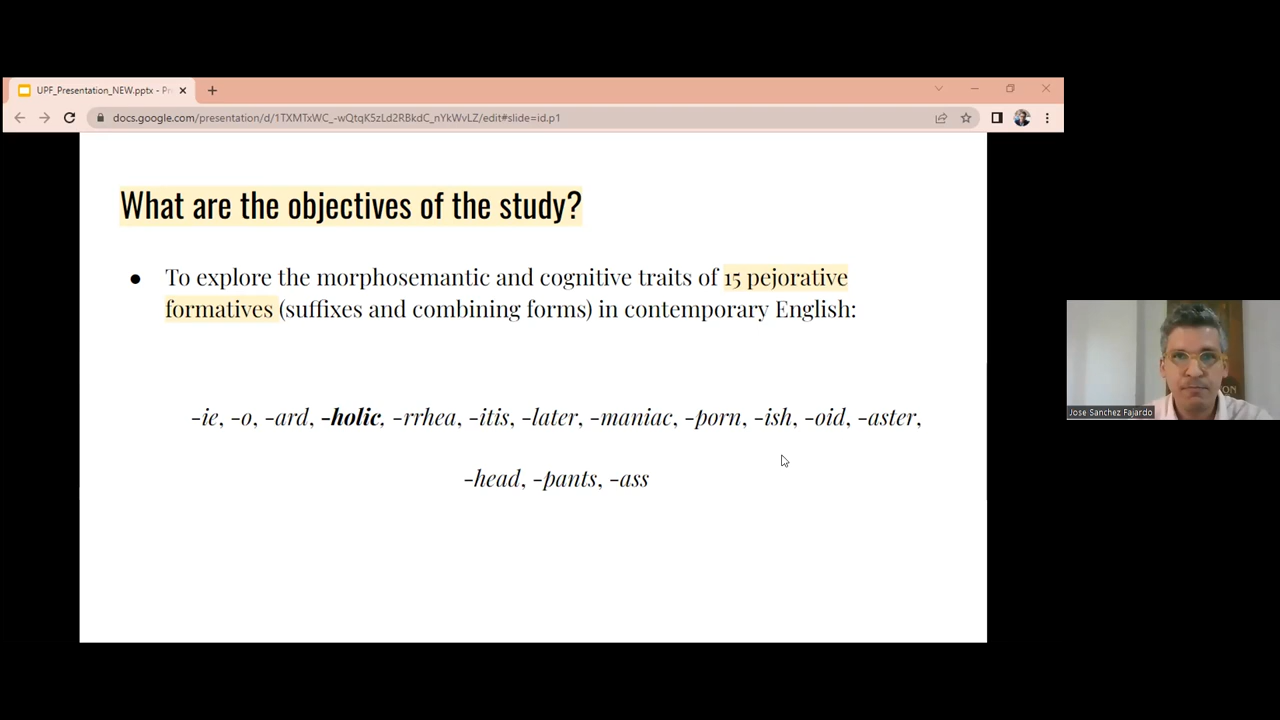 UPF_Presentation_NEW.pptx - Pr
docs.google.com/presentation/d/1TXMTxWC_-wQtqK5zLd2RBkdC_nYkWvLZ/edit#slide=id.p1
What are the objectives of the study?
● To explore the morphosemantic and cognitive traits of 15 pejorative
formatives (suffixes and combining forms) in contemporary English:
-ie, -o, -ard, -holic, -rrhea, -itis, -later, -maniac, -porn, -ish, -oid, -aster,
-head, -pants, -ass
ON
Jose Sanchez Fajardo